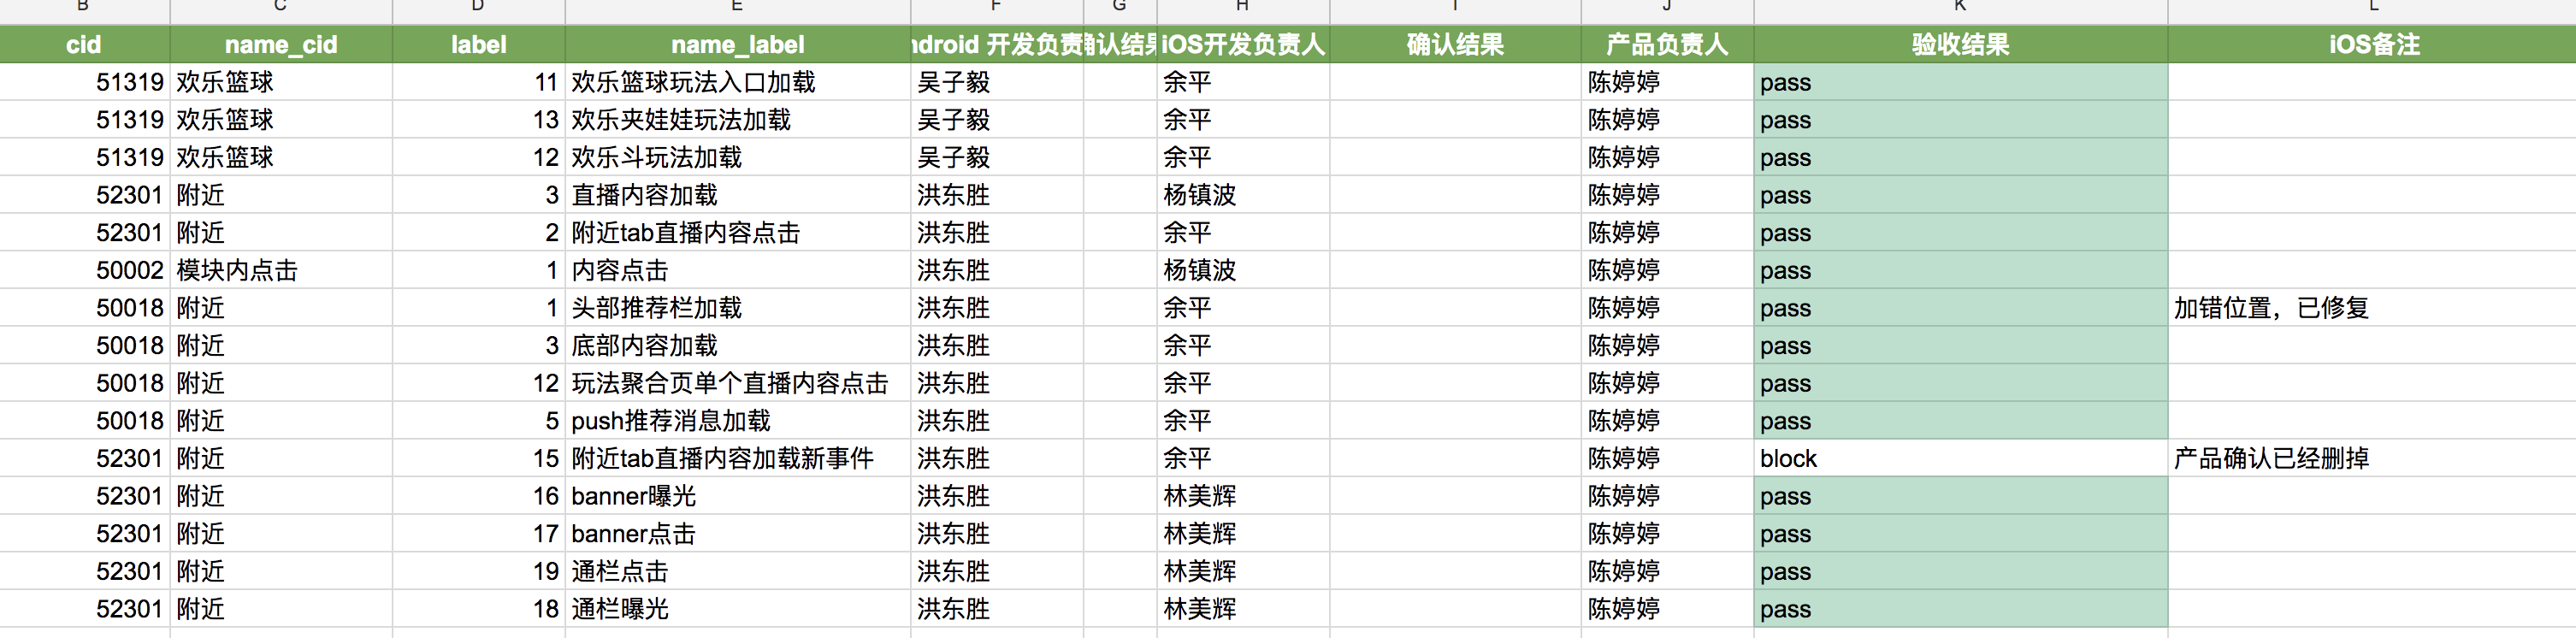 B C D E F G H I J K L
cid name_cid label name_label ndroid 开发负责 确认结果 iOS开发负责人 确认结果 产品负责人 验收结果 iOS备注
51319 欢乐篮球 11 欢乐篮球玩法入口加载 吴子毅 余平 陈婷婷 pass
51319 欢乐篮球 13 欢乐夹娃娃玩法加载 吴子毅 余平 陈婷婷 pass
51319 欢乐篮球 12 欢乐斗玩法加载 吴子毅 余平 陈婷婷 pass
52301 附近 3 直播内容加载 洪东胜 杨镇波 陈婷婷 pass
52301 附近 2 附近tab直播内容点击 洪东胜 余平 陈婷婷 pass
50002 模块内点击 1 内容点击 洪东胜 杨镇波 陈婷婷 pass
50018 附近 1 头部推荐栏加载 洪东胜 余平 陈婷婷 pass 加错位置，已修复
50018 附近 3 底部内容加载 洪东胜 余平 陈婷婷 pass
50018 附近 12 玩法聚合页单个直播内容点击 洪东胜 余平 陈婷婷 pass
50018 附近 5 push推荐消息加载 洪东胜 余平 陈婷婷 pass
52301 附近 15 附近tab直播内容加载新事件 洪东胜 余平 陈婷婷 block 产品确认已经删掉
52301 附近 16 banner曝光 洪东胜 林美辉 陈婷婷 pass
52301 附近 17 banner点击 洪东胜 林美辉 陈婷婷 pass
52301 附近 19 通栏点击 洪东胜 林美辉 陈婷婷 pass
52301 附近 18 通栏曝光 洪东胜 林美辉 陈婷婷 pass